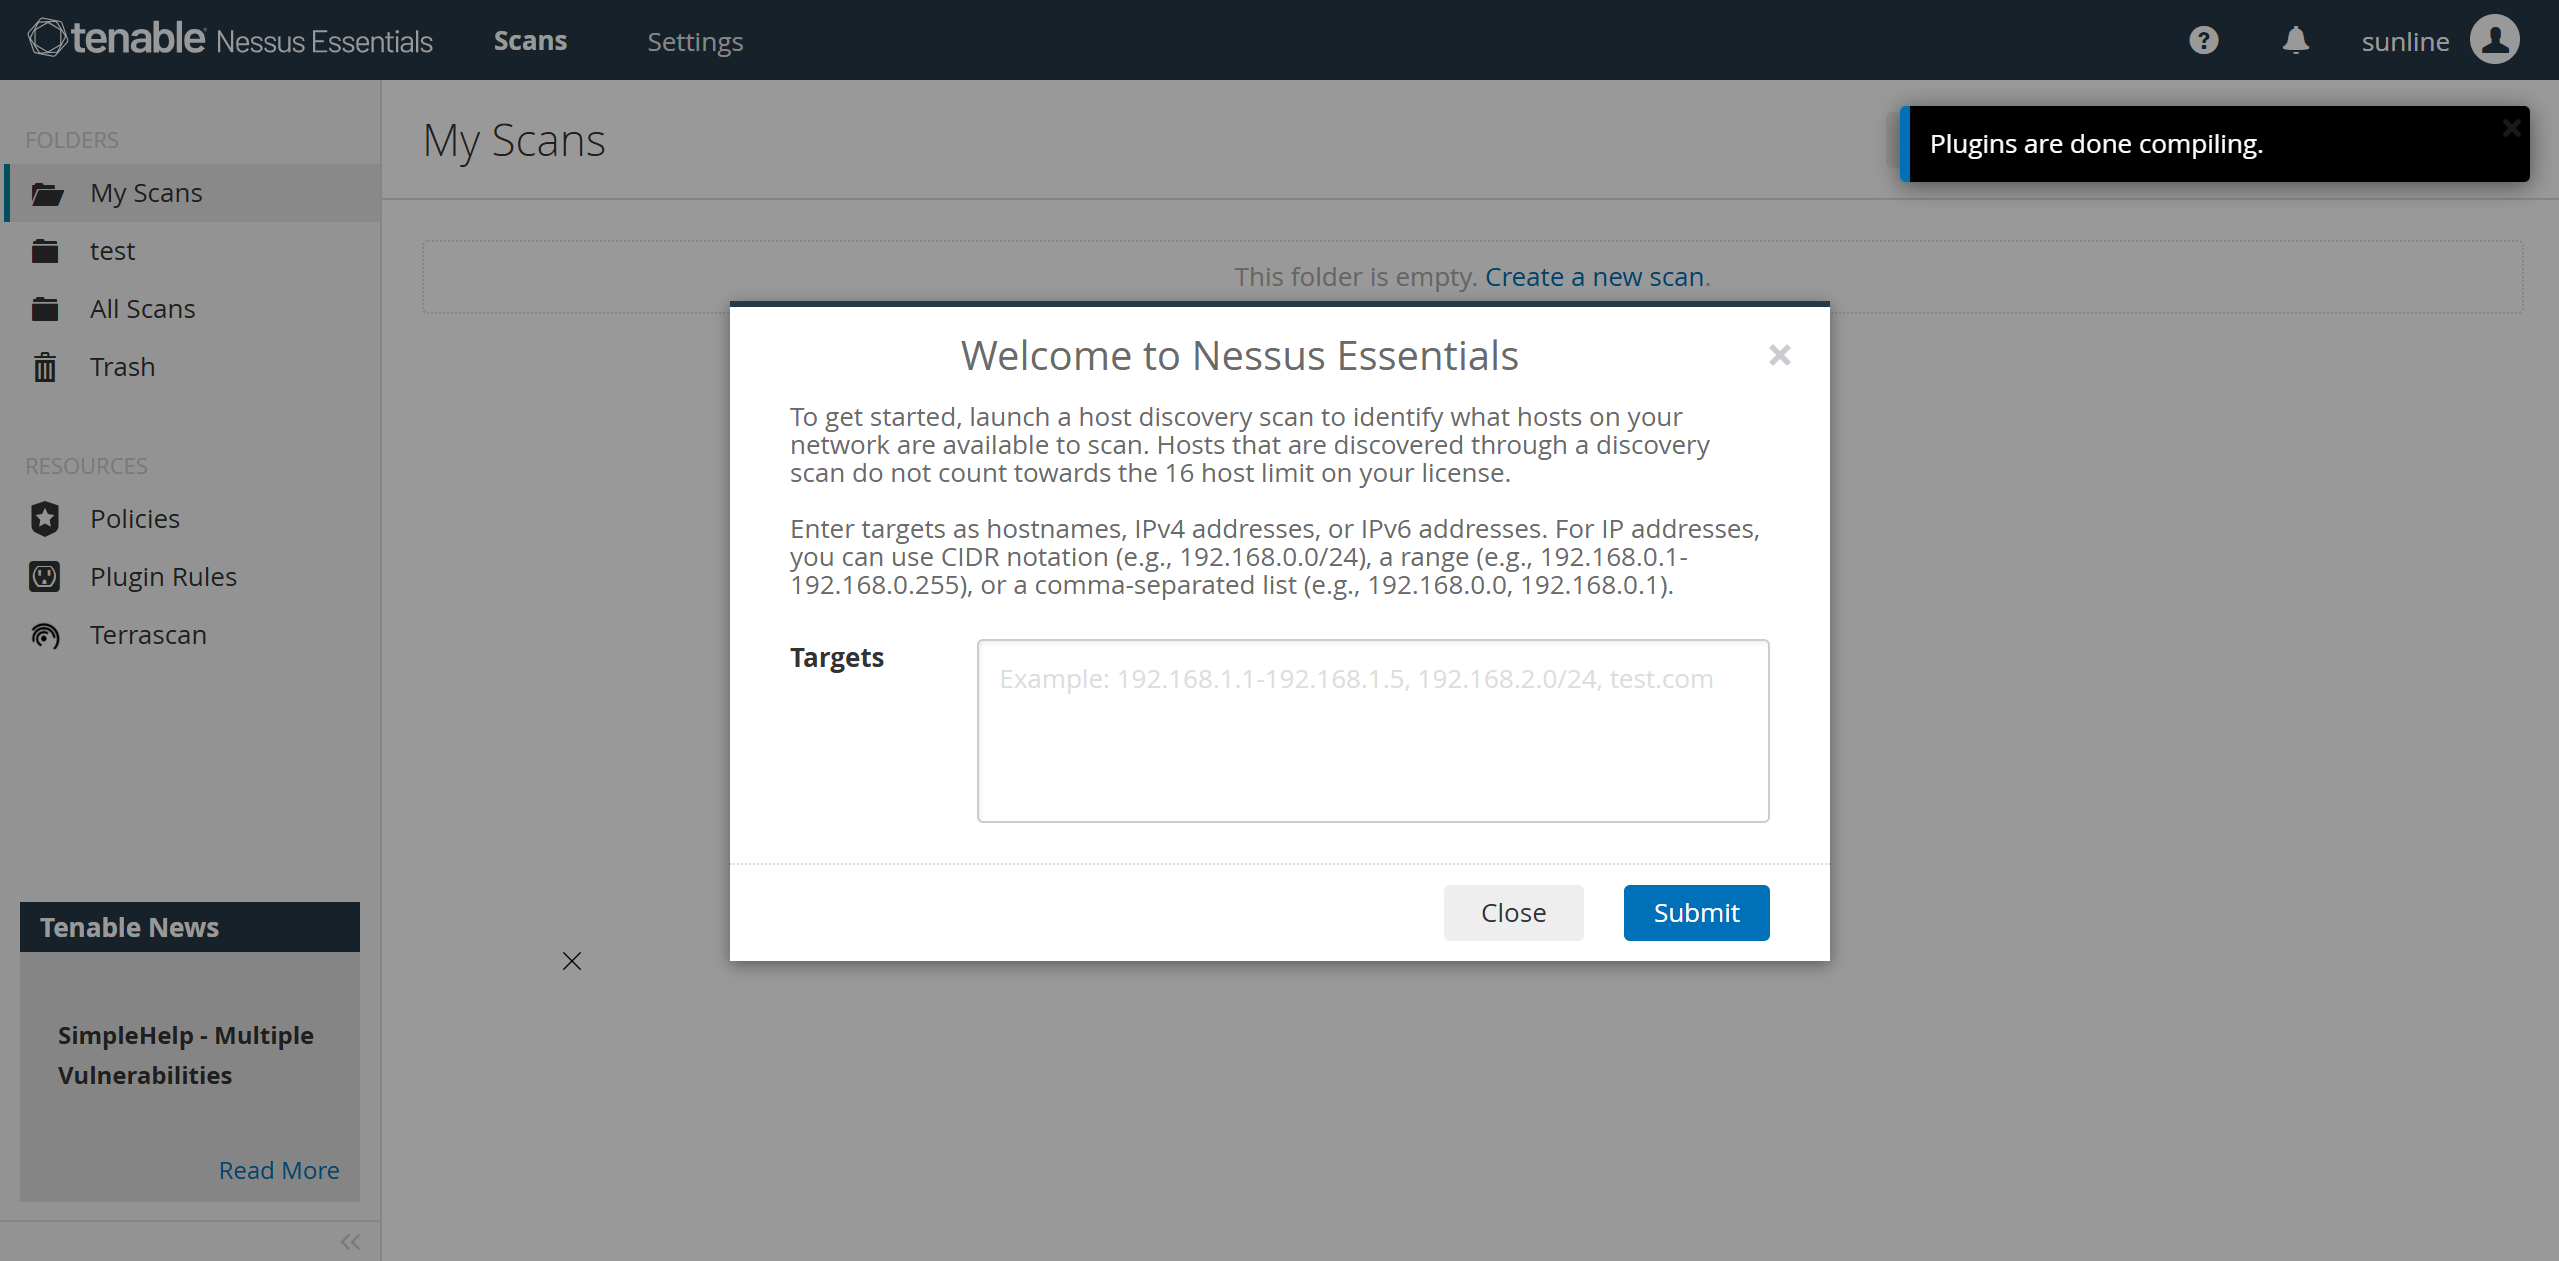 tenable Nessus Essentials
Scans
Settings
sunline
FOLDERS
My Scans
test
All Scans
Trash
RESOURCES
Policies
Plugin Rules
Terrascan
Tenable News
SimpleHelp - Multiple
Vulnerabilities
Read More
My Scans
Plugins are done compiling.
This folder is empty. Create a new scan.
Welcome to Nessus Essentials
To get started, launch a host discovery scan to identify what hosts on your
network are available to scan. Hosts that are discovered through a discovery
scan do not count towards the 16 host limit on your license.
Enter targets as hostnames, IPv4 addresses, or IPv6 addresses. For IP addresses,
you can use CIDR notation (e.g., 192.168.0.0/24), a range (e.g., 192.168.0.1-
192.168.0.255), or a comma-separated list (e.g., 192.168.0.0, 192.168.0.1).
Targets
Example: 192.168.1.1-192.168.1.5, 192.168.2.0/24, test.com
Close
Submit